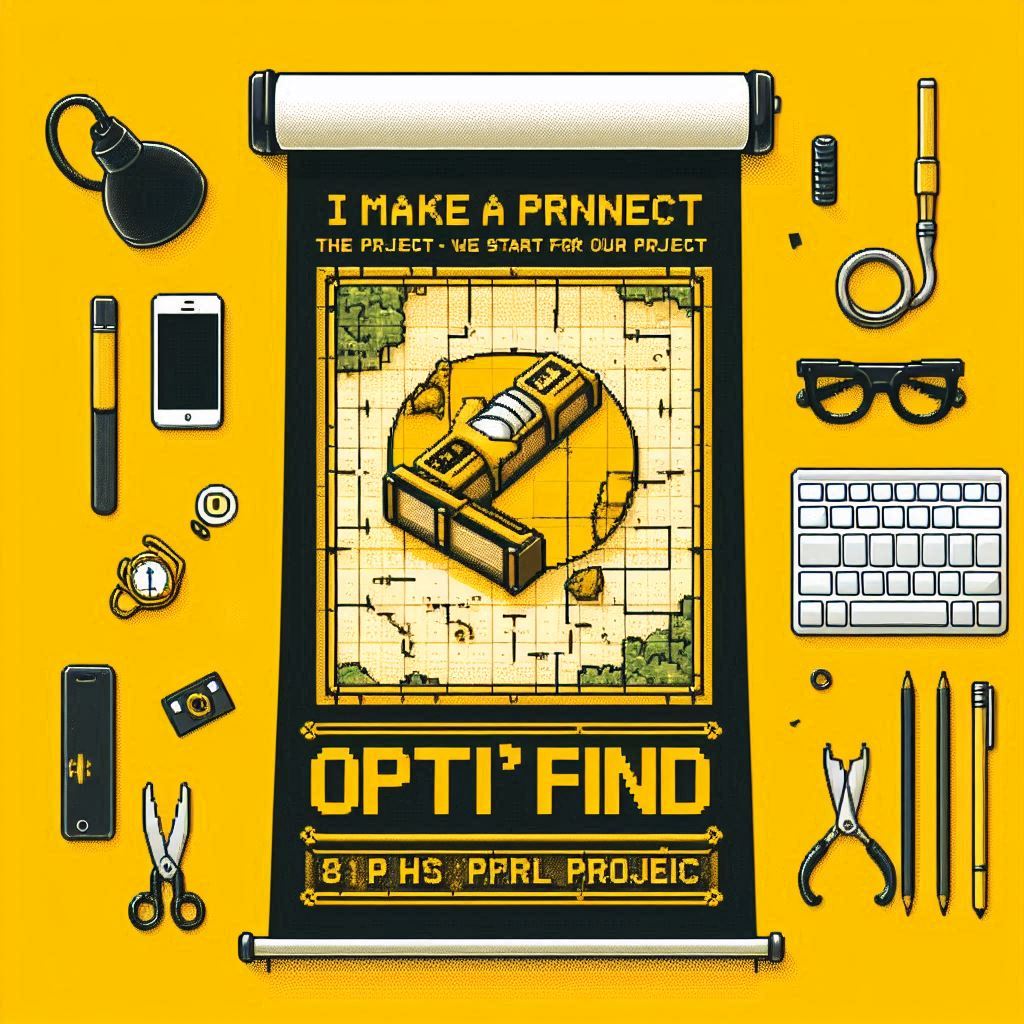 I MAKE A PRNNECT
THE PRJECT - WE START FOR OUR PRJECT
OPTI' FIND
8 | P HS PPRL PROJEIC